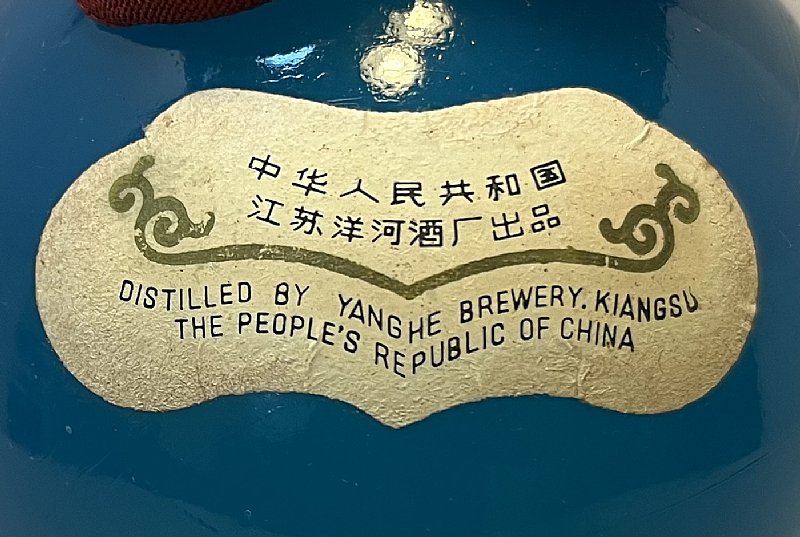 中华人民共和国
江苏洋河酒厂出品
DISTILLED BY YANGHE BREWERY. KIANGSU
THE PEOPLE'S REPUBLIC OF CHINA